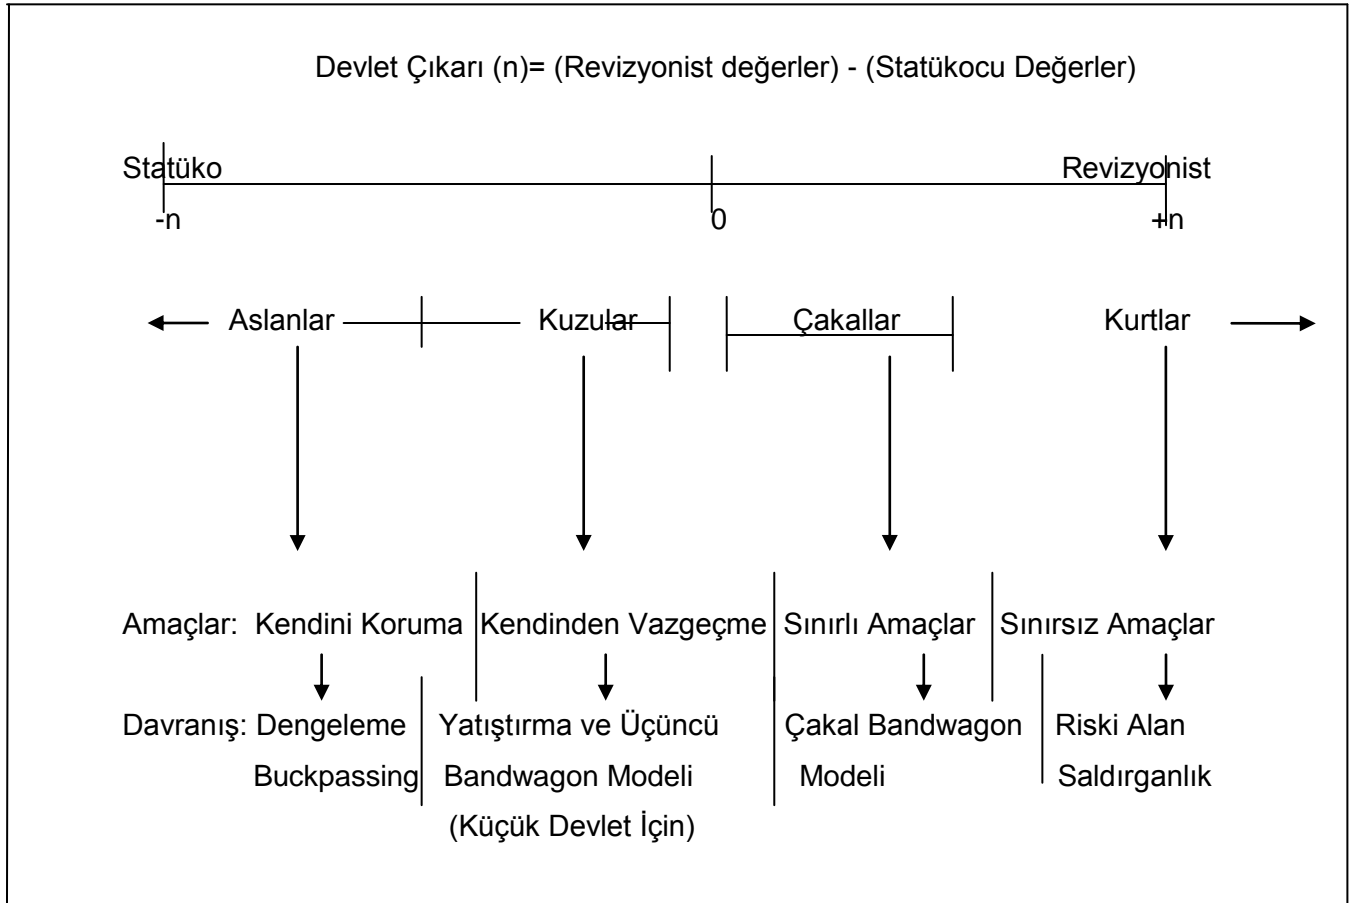 Devlet Çıkarı (n)= (Revizyonist değerler) - (Statükocu Değerler)
Statüko Revizyonist
-n 0 +n
Aslanlar Kuzular Çakallar Kurtlar
Amaçlar: Kendini Koruma Kendinden Vazgeçme Sınırlı Amaçlar Sınırsız Amaçlar
Davranış: Dengeleme Yatıştırma ve Üçüncü Çakal Bandwagon Riski Alan
Buckpassing Bandwagon Modeli Modeli Saldırganlık
(Küçük Devlet İçin)